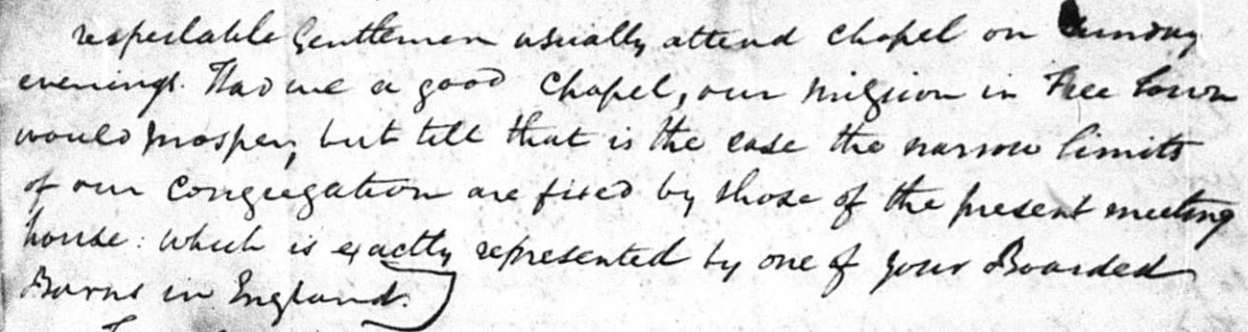 respectable Gentlemen usually attend chapel on Sunday
evenings. Had we a good Chapel, our mission in Free Town
would prosper, but till that is the case the narrow limits
of our congregation are fixed by those of the present meeting
house: which is exactly represented by one of your Boarded
Barns in England.